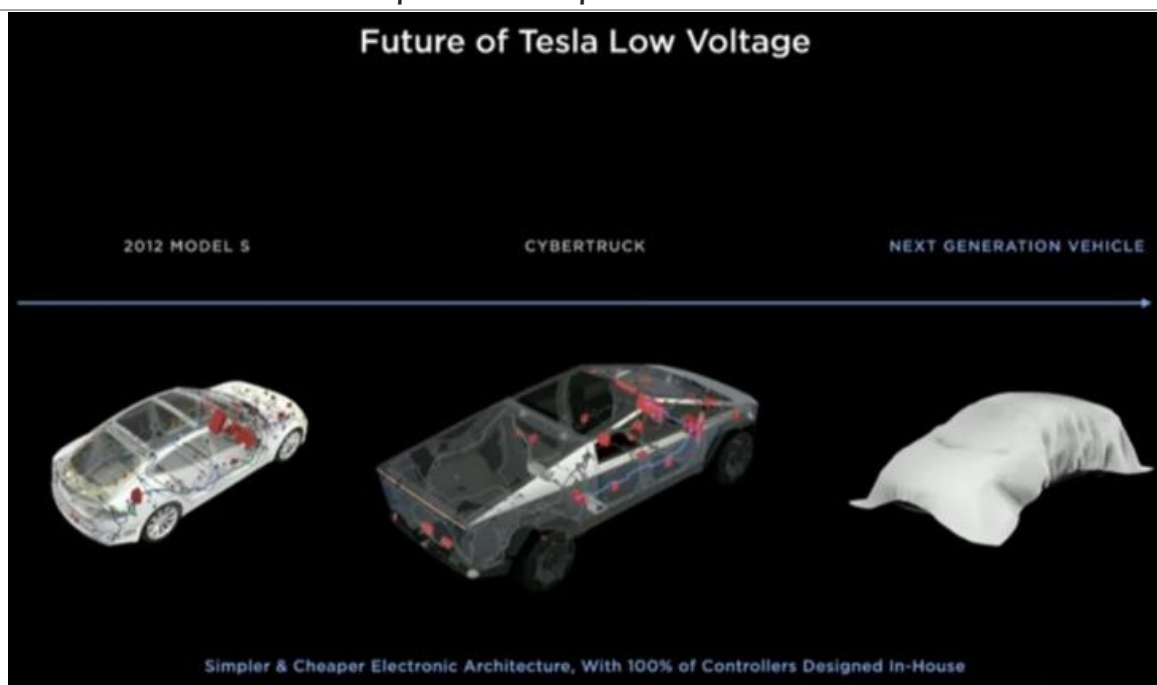 Future of Tesla Low Voltage
2012 MODEL S
CYBERTRUCK
NEXT GENERATION VEHICLE
Simpler & Cheaper Electronic Architecture, With 100% of Controllers Designed In-House